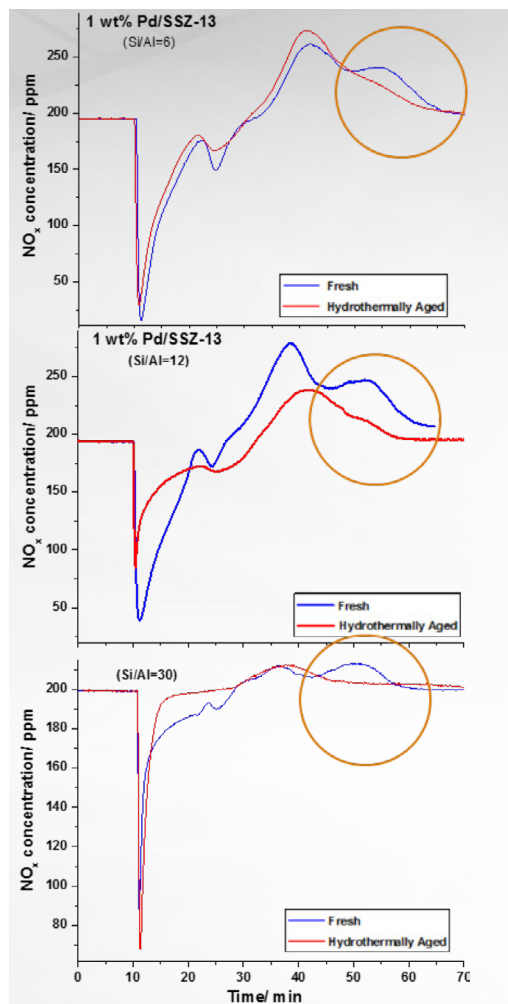 1 wt% Pd/SSZ-13
(Si/Al=6)
NOx concentration/ ppm
250
200
150
100
50
Fresh
Hydrothermally Aged
1 wt% Pd/SSZ-13
(Si/Al=12)
NOx concentration/ ppm
250
200
150
100
50
Fresh
Hydrothermally Aged
(Si/Al=30)
NOx concentration/ ppm
200
180
160
140
120
100
80
Fresh
Hydrothermally Aged
0 10 20 30 40 50 60 70
Time/ min